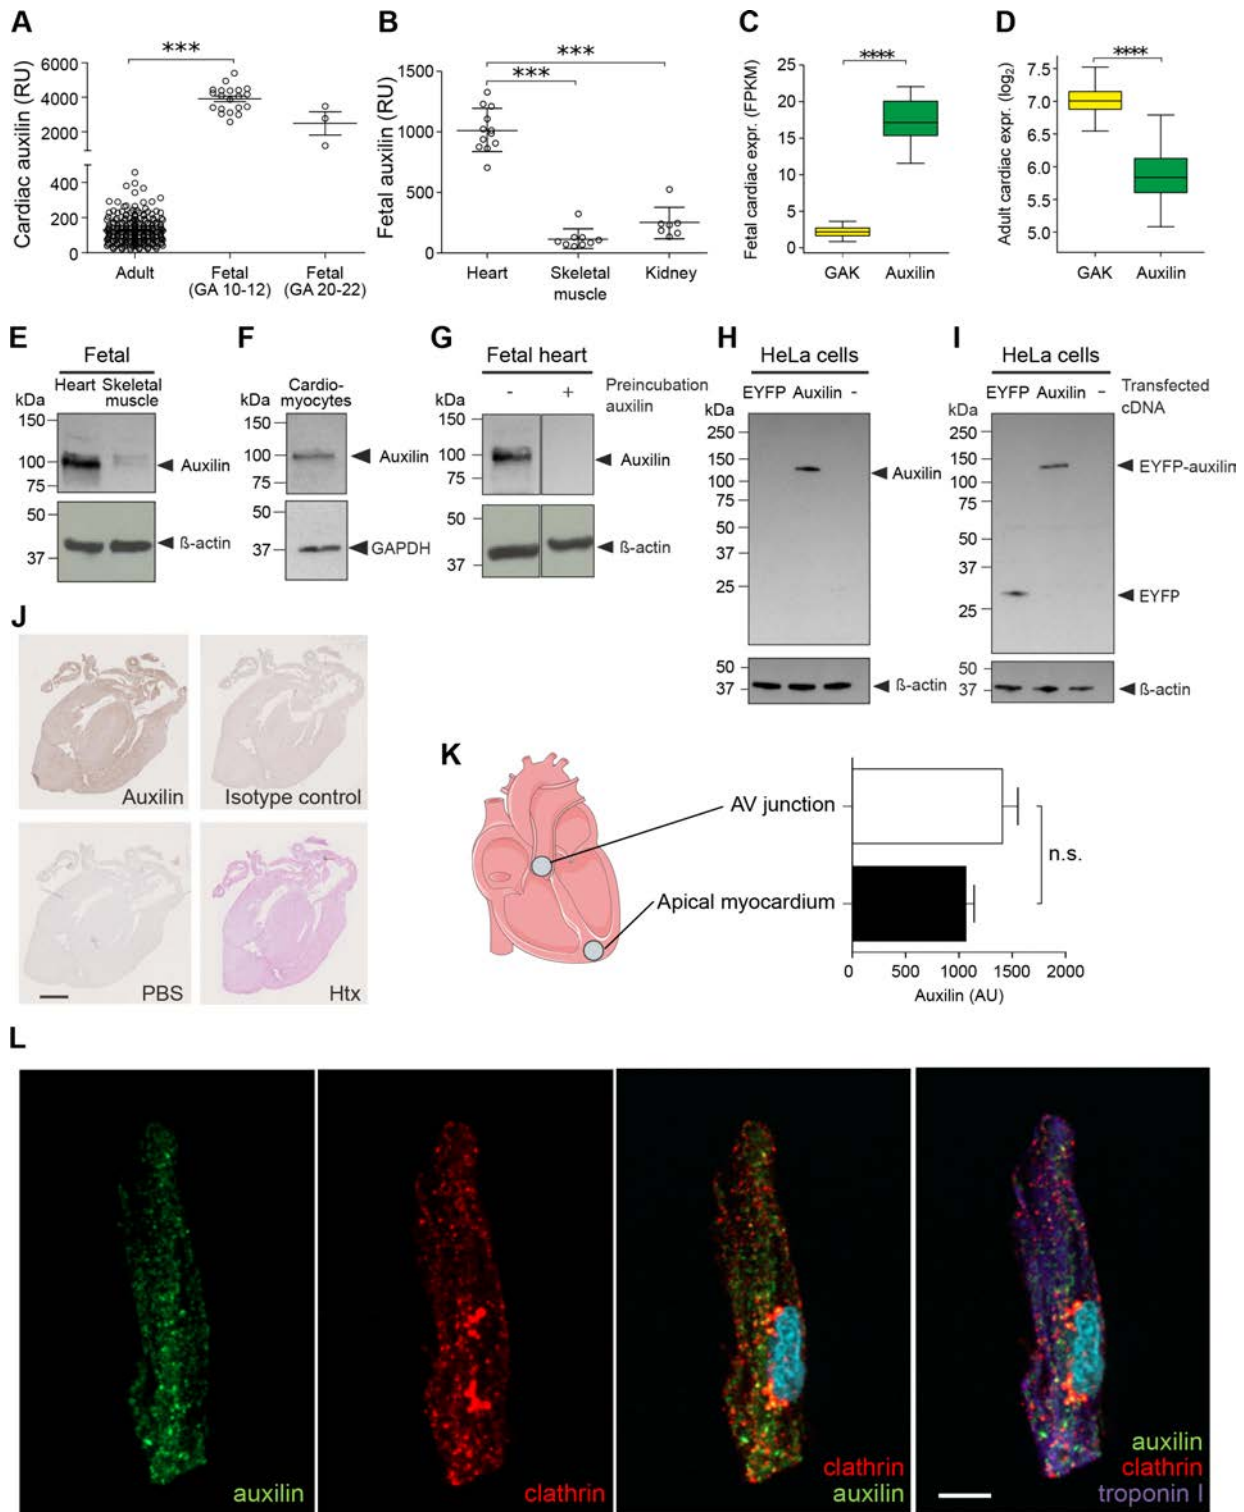 A
Cardiac auxilin (RU)
6000
4000
2000
400
200
0
***
Adult
Fetal
(GA 10-12)
Fetal
(GA 20-22)
B
Fetal auxilin (RU)
1500
1000
500
0
***
***
Heart
Skeletal
muscle
Kidney
C
Fetal cardiac expr. (FPKM)
25
20
15
10
5
0
****
GAK
Auxilin
D
Adult cardiac expr. (log2)
7.5
7.0
6.5
6.0
5.5
5.0
****
GAK
Auxilin
E
Fetal
Heart Skeletal
muscle
kDa
150
100
75
50
37
Auxilin
ß-actin
F
Cardio-
myocytes
kDa
150
100
75
50
37
Auxilin
GAPDH
G
Fetal heart
- + Preincubation
auxilin
kDa
150
100
75
50
37
Auxilin
ß-actin
H
HeLa cells
EYFP Auxilin -
kDa
250
150
100
75
50
37
25
50
37
Auxilin
ß-actin
I
HeLa cells
EYFP Auxilin - Transfected
cDNA
kDa
250
150
100
75
50
37
25
50
37
EYFP-auxilin
EYFP
ß-actin
J
Auxilin
Isotype control
PBS
Htx
K
AV junction
Apical myocardium
n.s.
0 500 1000 1500 2000
Auxilin (AU)
L
auxilin
clathrin
clathrin
auxilin
auxilin
clathrin
troponin I